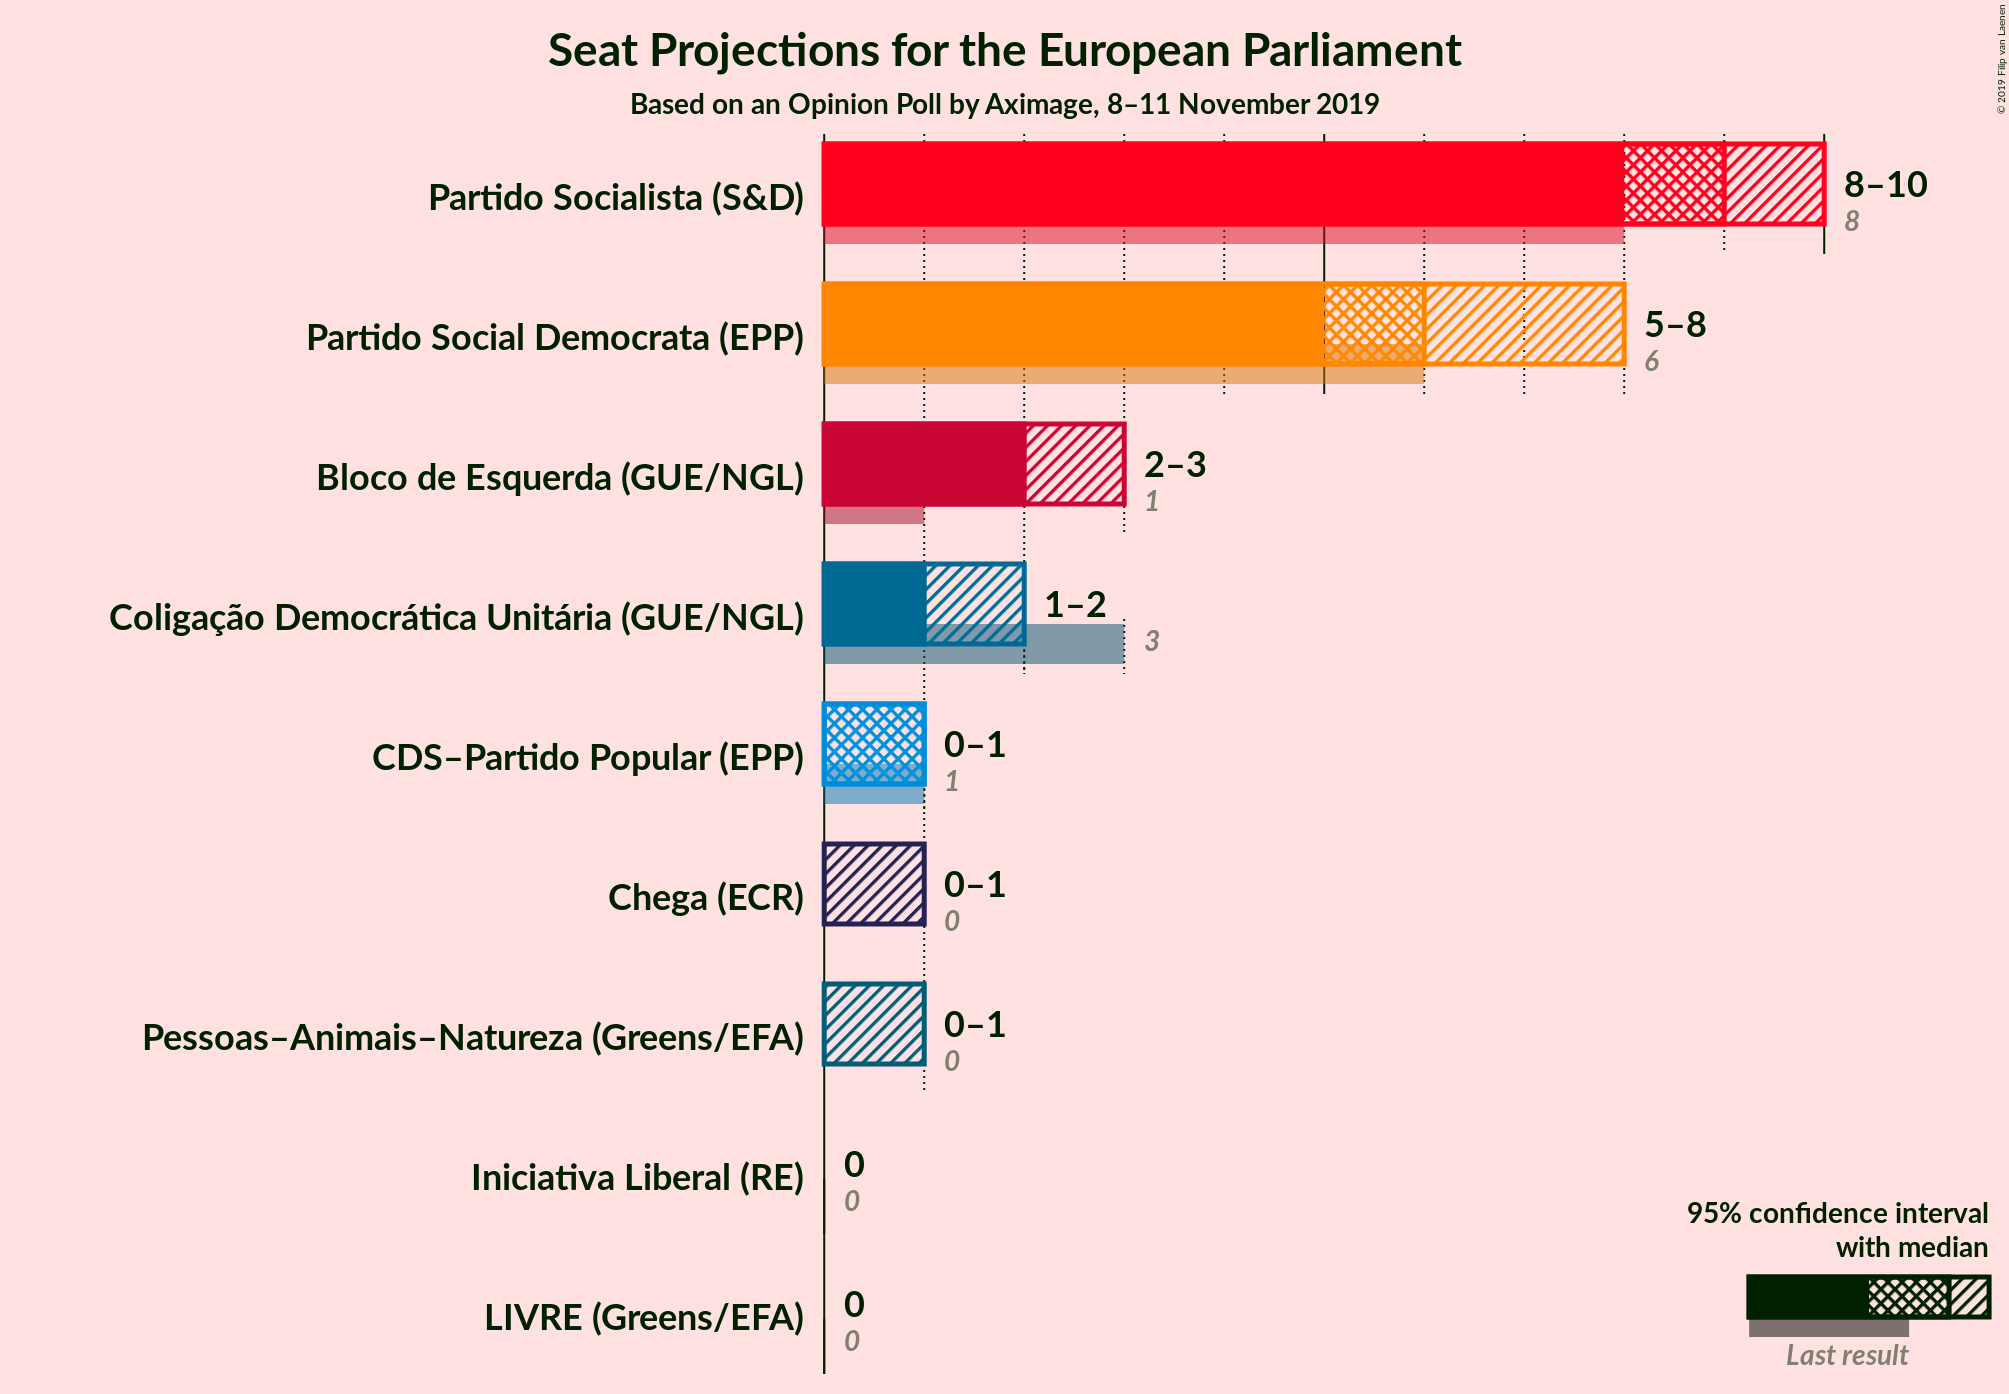 Seat Projections for the European Parliament
Based on an Opinion Poll by Aximage, 8–11 November 2019
© 2019 Filip van Laenen
Partido Socialista (S&D)
8–10
8
Partido Social Democrata (EPP)
5–8
6
Bloco de Esquerda (GUE/NGL)
2–3
1
Coligação Democrática Unitária (GUE/NGL)
1–2
3
CDS–Partido Popular (EPP)
0–1
1
Chega (ECR)
0–1
0
Pessoas–Animais–Natureza (Greens/EFA)
0–1
0
Iniciativa Liberal (RE)
0
0
LIVRE (Greens/EFA)
0
0
95% confidence interval
with median
Last result